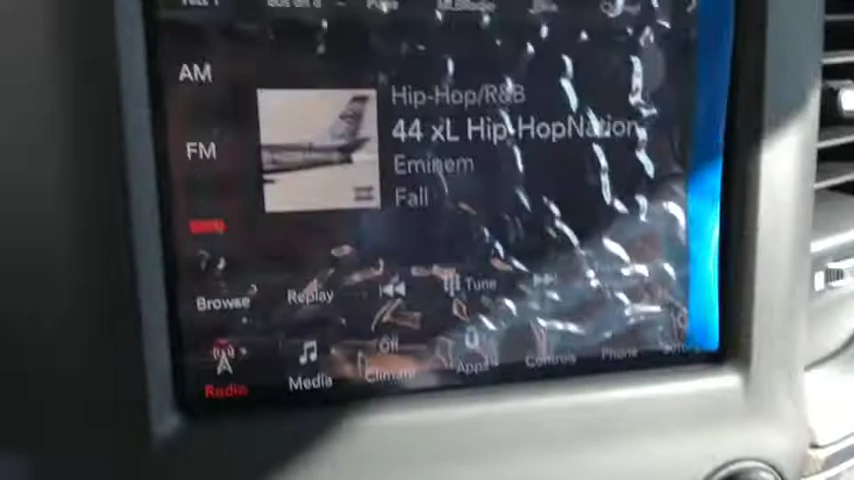 AM
Hip-Hop/R&B
44 xL Hip-HopNation
FM
Eminem
Fall
Browse
Replay
Tune
Off
Radio
Media
Climate
Apps
Controls
Phone